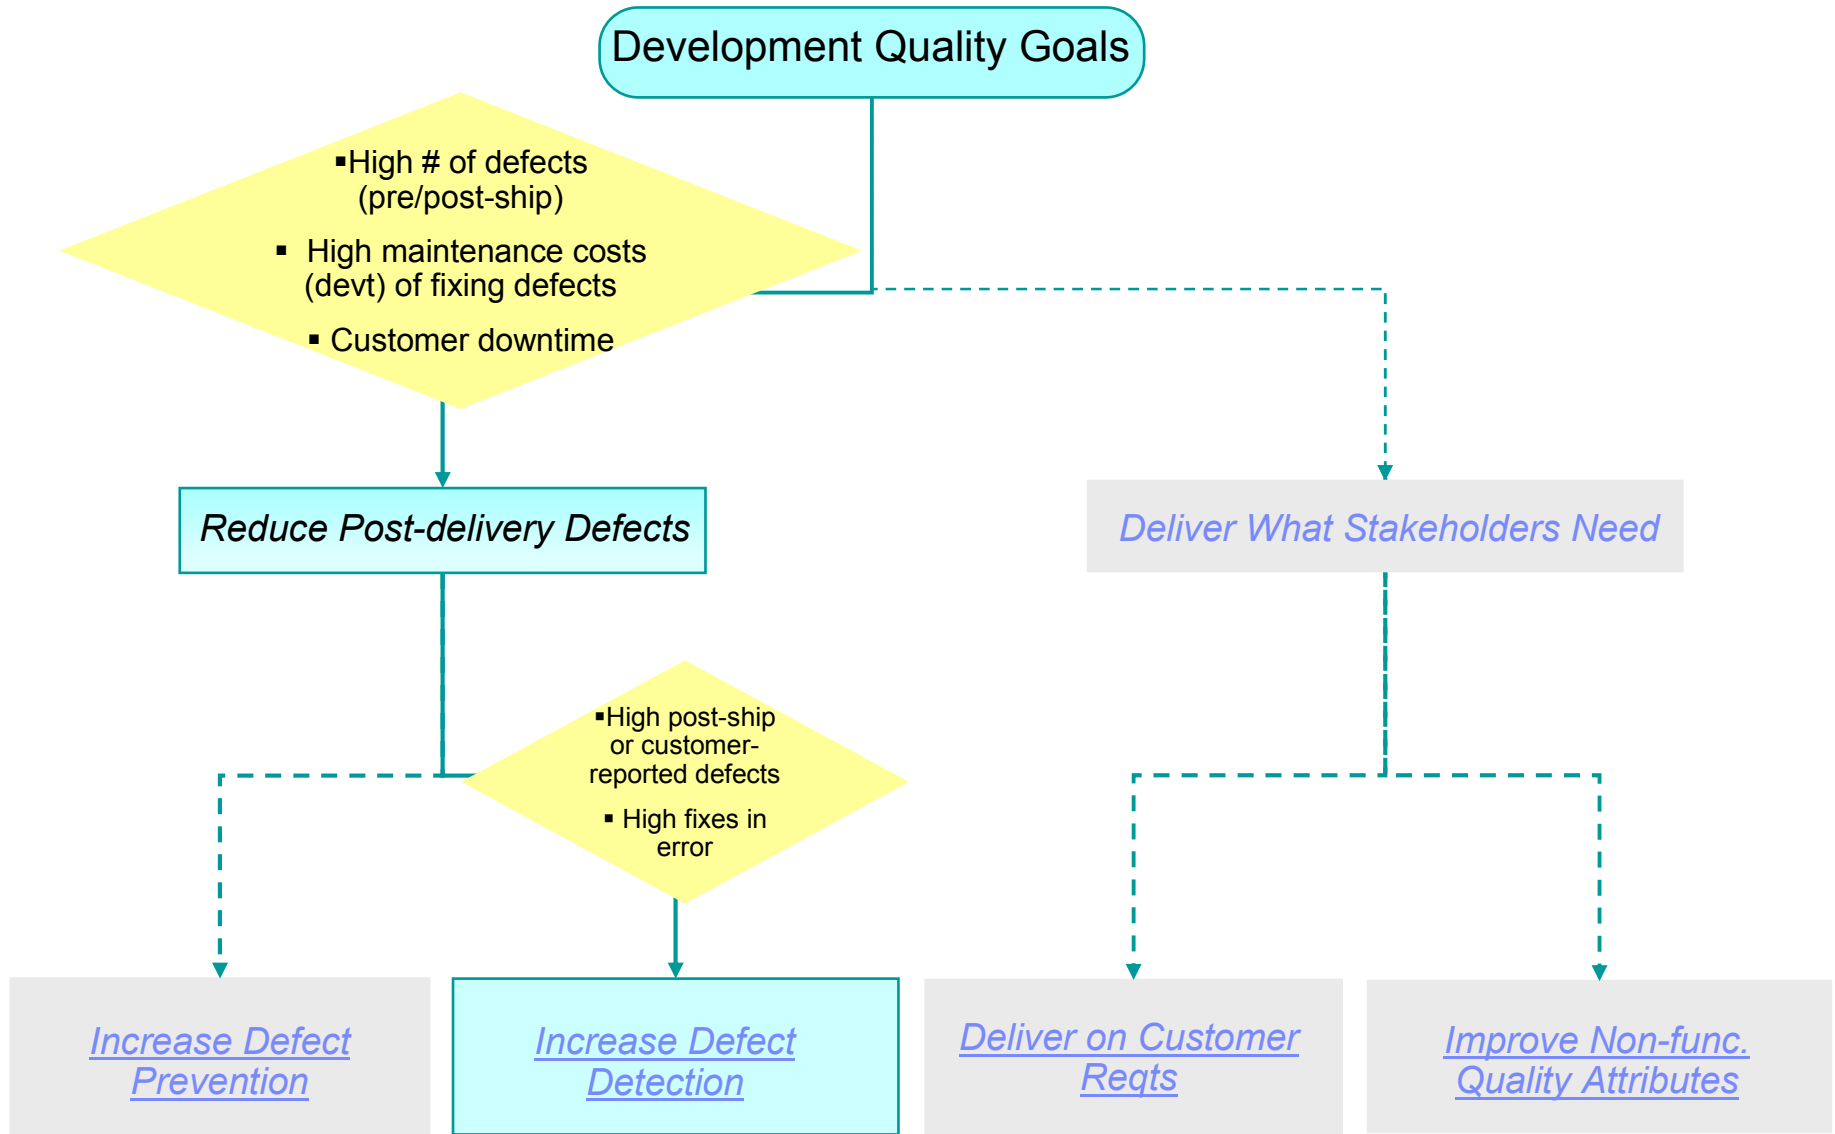 Development Quality Goals
▪High # of defects
(pre/post-ship)
▪ High maintenance costs
(devt) of fixing defects
▪ Customer downtime
Reduce Post-delivery Defects
Deliver What Stakeholders Need
▪High post-ship
or customer-
reported defects
▪ High fixes in
error
Increase Defect
Prevention
Increase Defect
Detection
Deliver on Customer
Reqts
Improve Non-func.
Quality Attributes